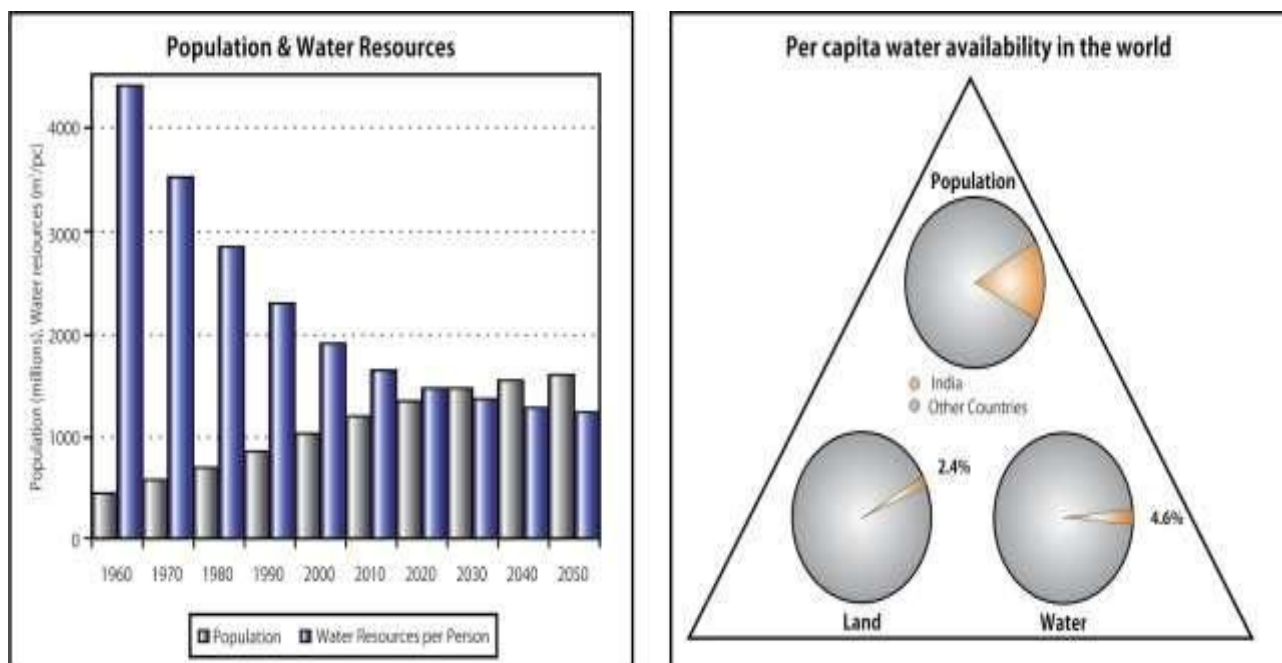 Population & Water Resources
Population (millions), Water resources (m³/pc)
4000
3000
2000
1000
0
1960 1970 1980 1990 2000 2010 2020 2030 2040 2050
Population Water Resources per Person
Per capita water availability in the world
Population
India
Other Countries
2.4%
4.6%
Land Water